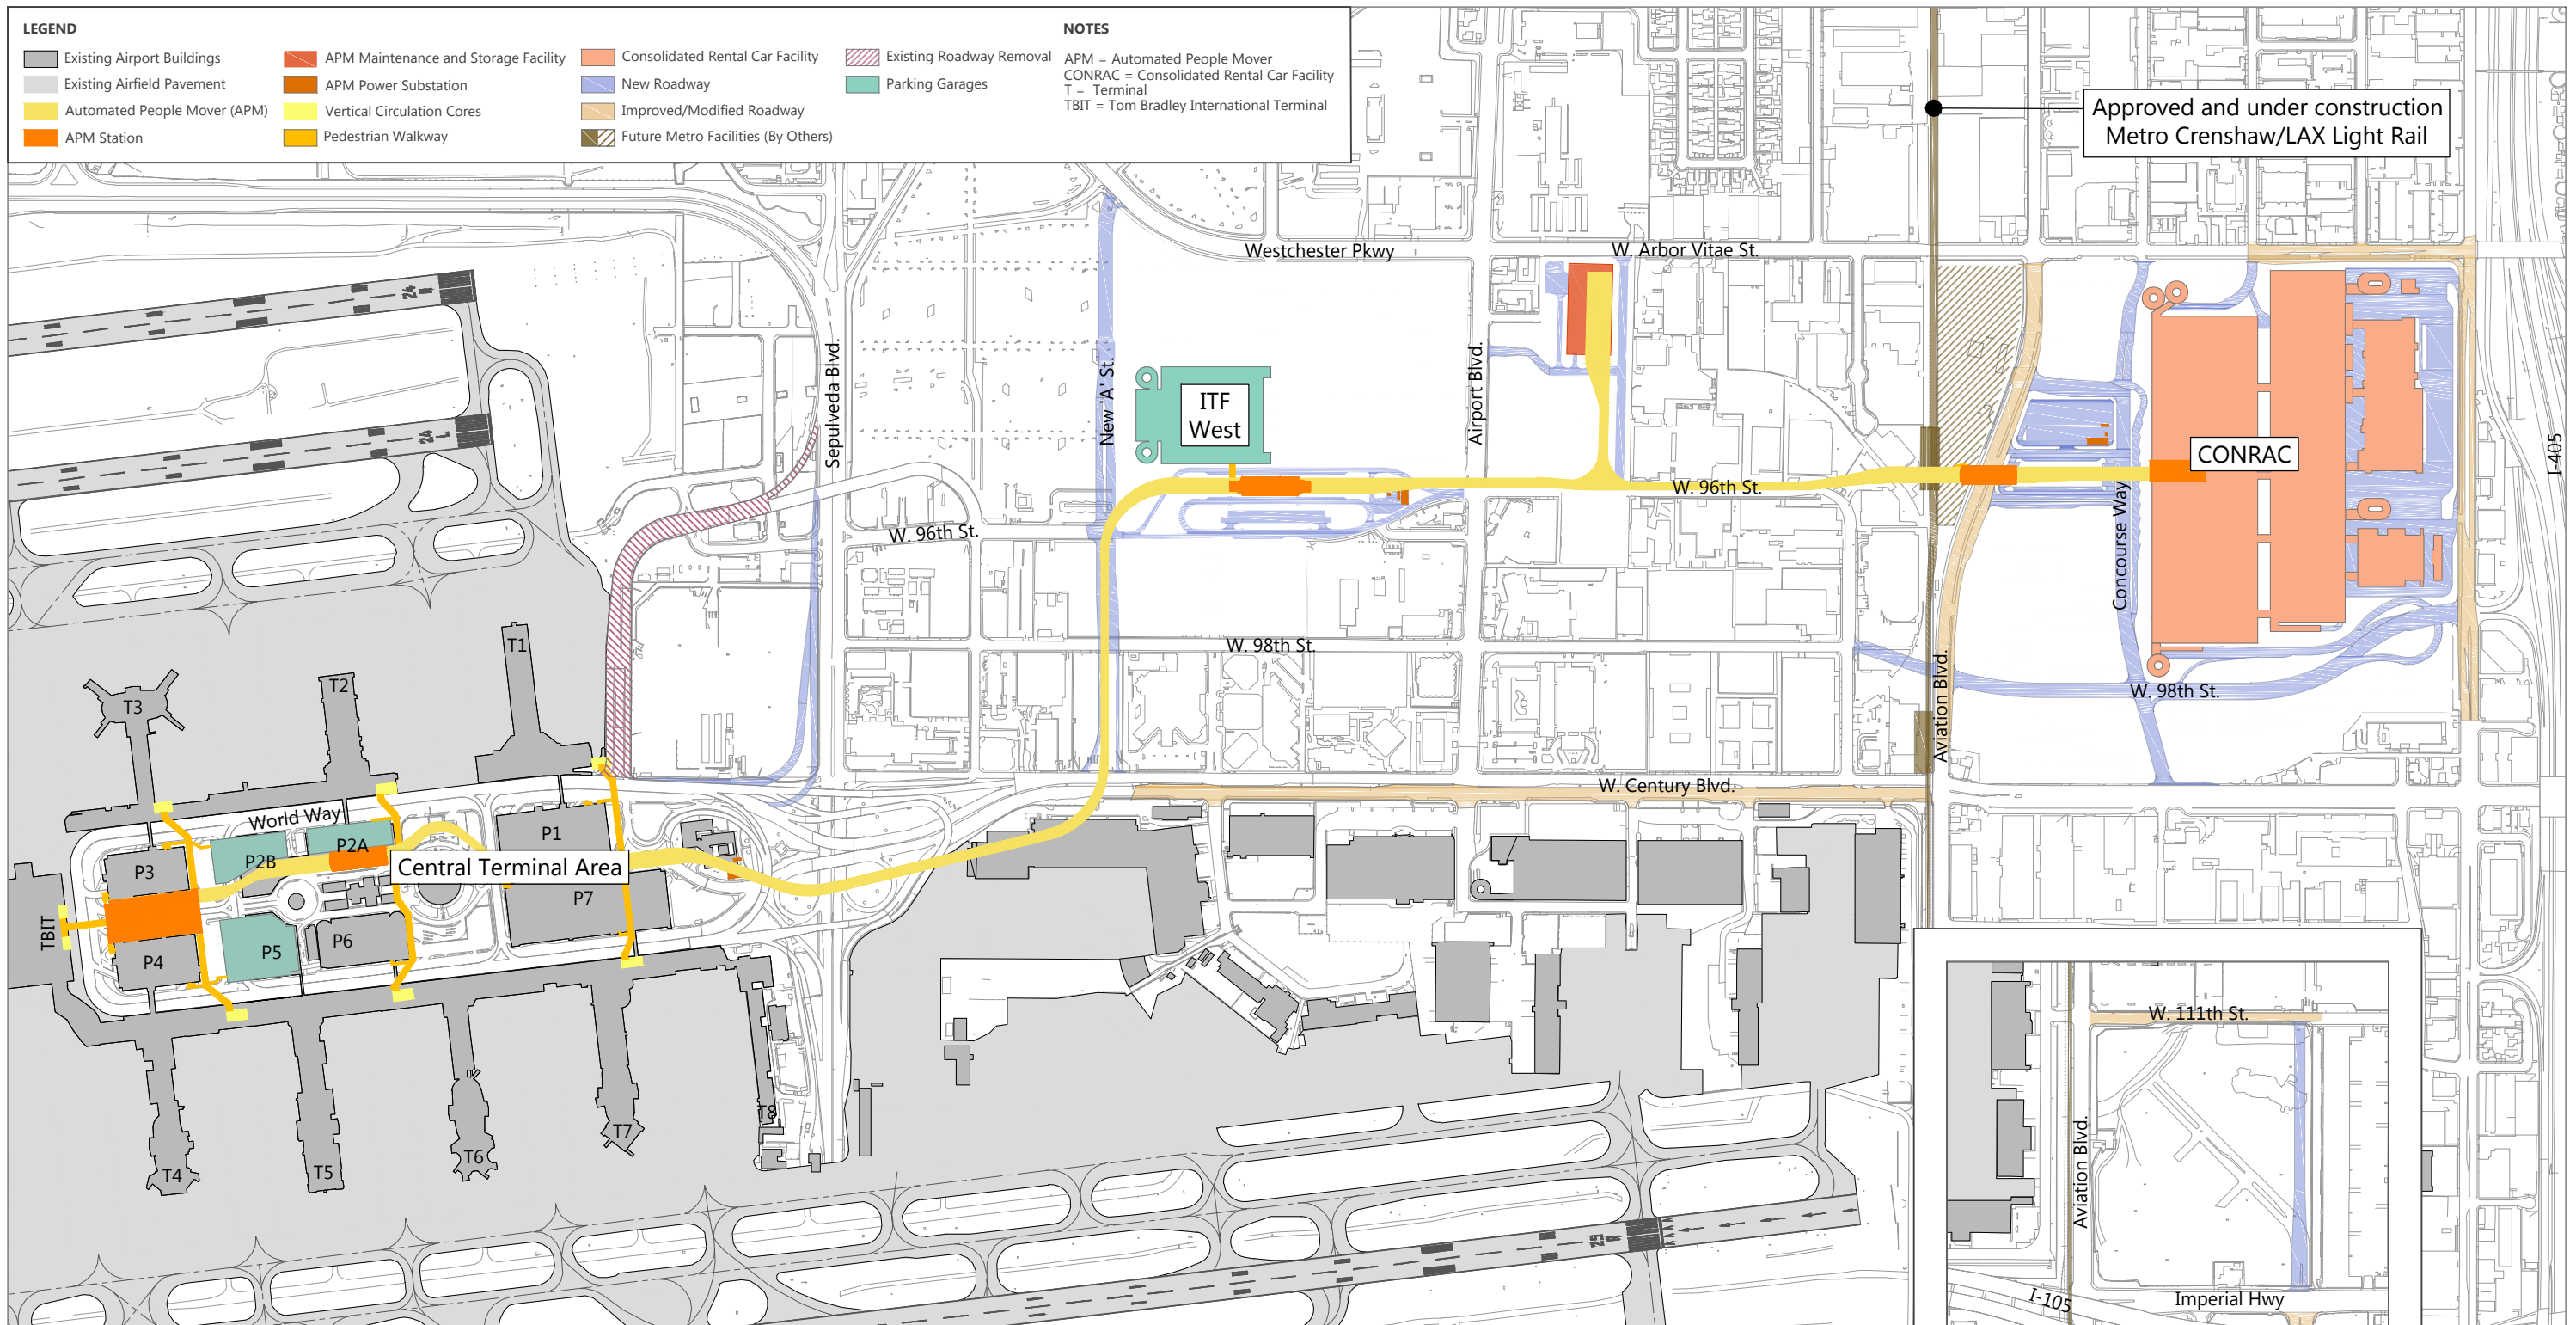 LEGEND
Existing Airport Buildings
Existing Airfield Pavement
Automated People Mover (APM)
APM Station
APM Maintenance and Storage Facility
APM Power Substation
Vertical Circulation Cores
Pedestrian Walkway
Consolidated Rental Car Facility
New Roadway
Improved/Modified Roadway
Future Metro Facilities (By Others)
Existing Roadway Removal
Parking Garages
NOTES
APM = Automated People Mover
CONRAC = Consolidated Rental Car Facility
T = Terminal
TBIT = Tom Bradley International Terminal
Approved and under construction
Metro Crenshaw/LAX Light Rail
Westchester Pkwy
W. Arbor Vitae St.
24
R
24
L
Sepulveda Blvd.
New 'A' St.
ITF
West
Airport Blvd.
W. 96th St.
W. 96th St.
CONRAC
I-405
Concourse Way
Aviation Blvd.
W. 98th St.
W. 98th St.
W. Century Blvd.
T1
T2
T3
World Way
P1
P2A
P2B
P3
Central Terminal Area
P7
TBIT
P4
P5
P6
T4
T5
T6
T7
T8
25
W. 111th St.
Aviation Blvd.
I-105
Imperial Hwy